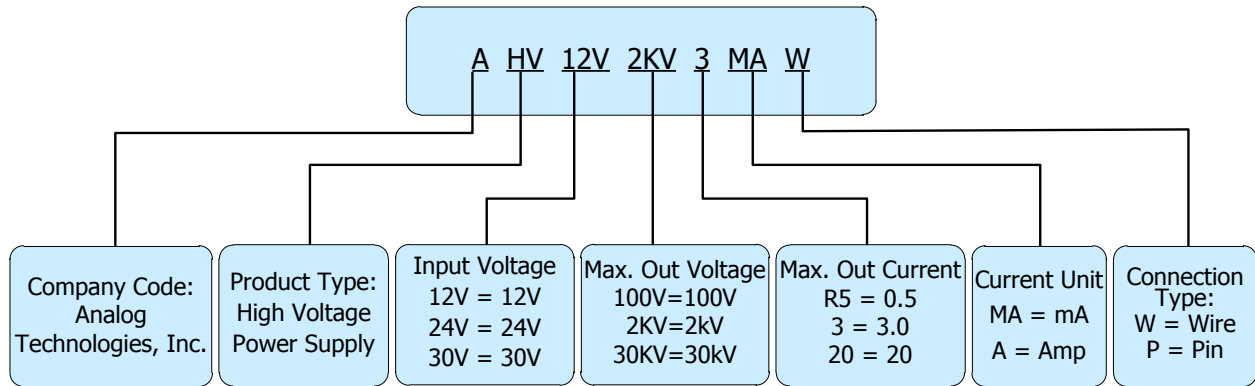 A HV 12V 2KV 3 MA W
Company Code:
Analog
Technologies, Inc.
Product Type:
High Voltage
Power Supply
Input Voltage
12V = 12V
24V = 24V
30V = 30V
Max. Out Voltage
100V=100V
2KV=2kV
30KV=30kV
Max. Out Current
R5 = 0.5
3 = 3.0
20 = 20
Current Unit
MA = mA
A = Amp
Connection
Type:
W = Wire
P = Pin